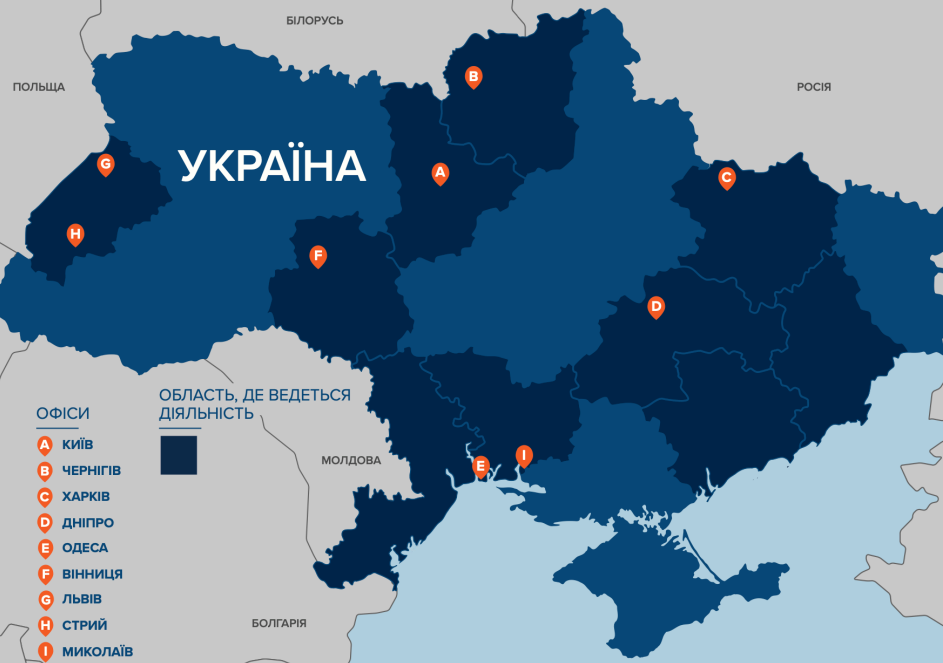 БІЛОРУСЬ
ПОЛЬЩА
РОСІЯ
B
G
УКРАЇНА
A
C
H
F
D
ОБЛАСТЬ, ДЕ ВЕДЕТЬСЯ
ДІЯЛЬНІСТЬ
ОФІСИ
A КИЇВ
B ЧЕРНІГІВ
C ХАРКІВ
D ДНІПРО
E ОДЕСА
F ВІННИЦЯ
G ЛЬВІВ
H СТРИЙ
I МИКОЛАЇВ
МОЛДОВА
E
I
БОЛГАРІЯ